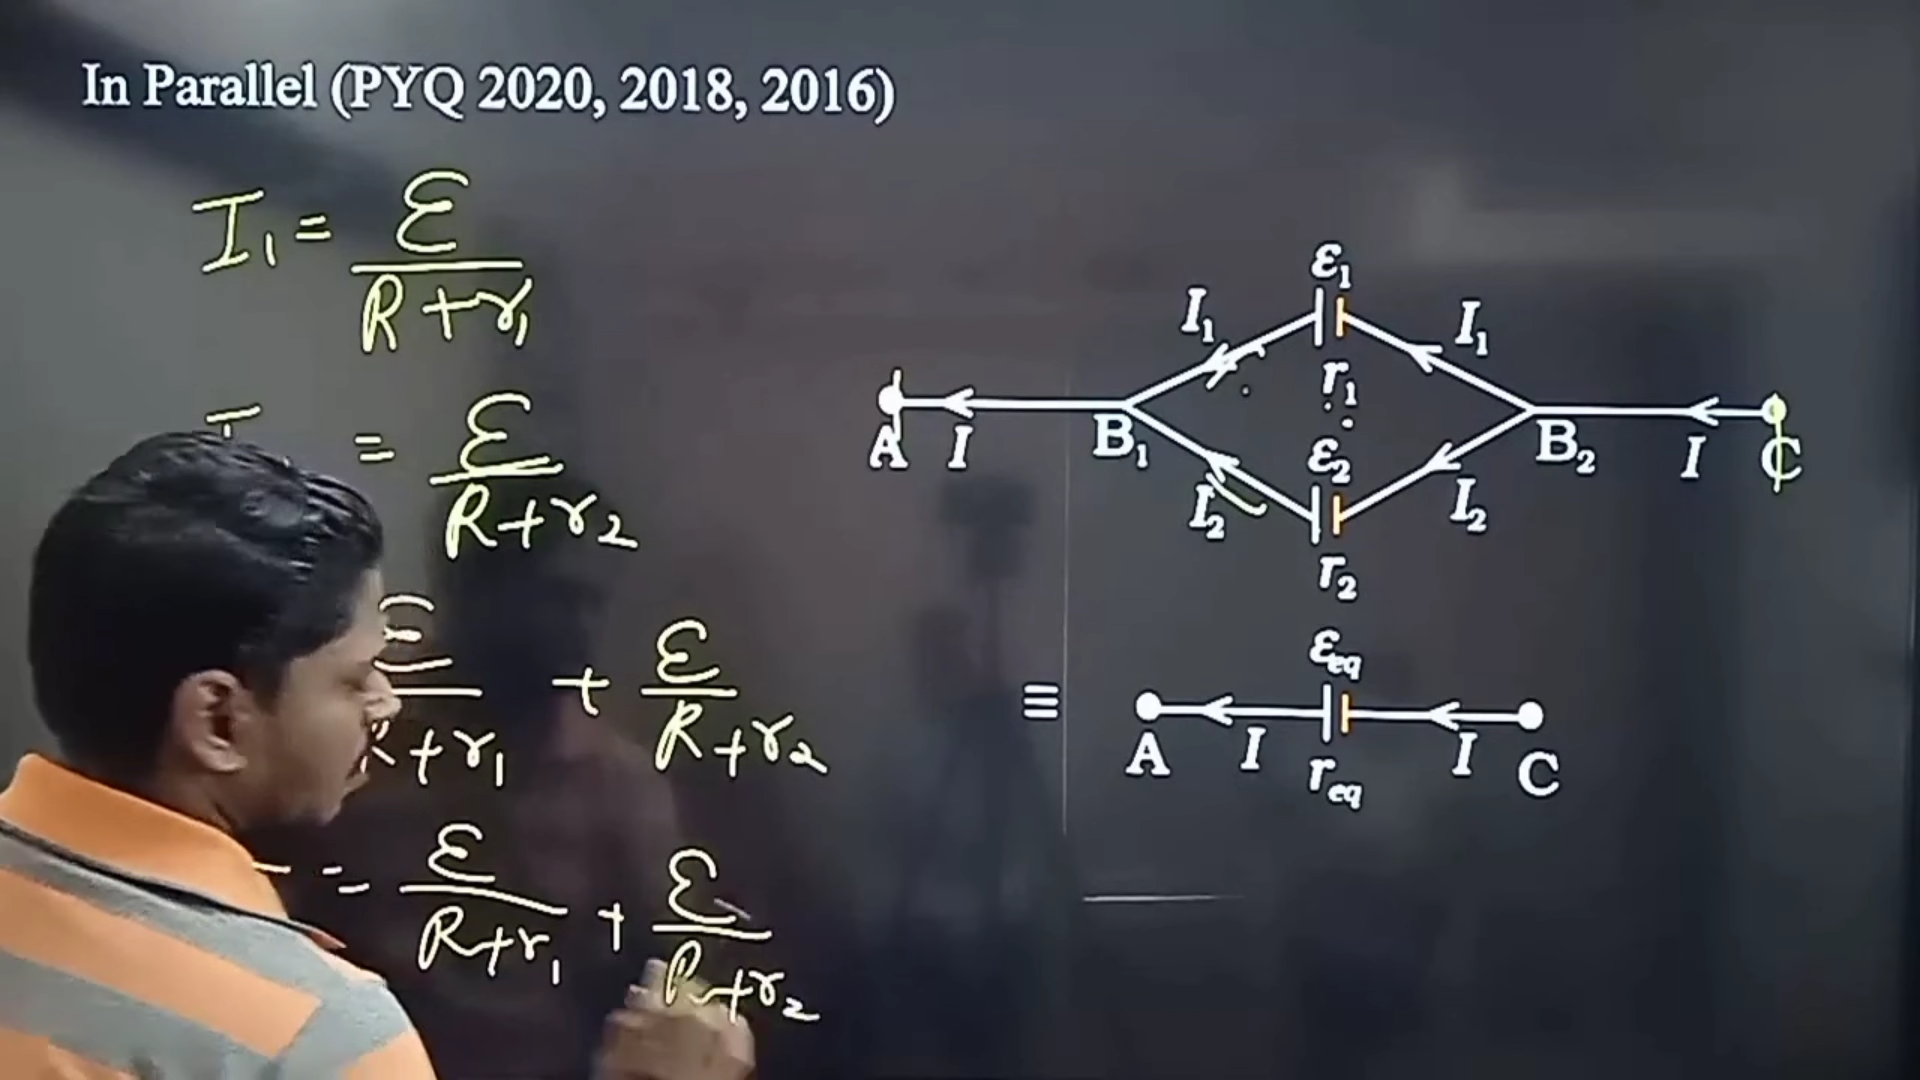 In Parallel (PYQ 2020, 2018, 2016)
I₁ = ε / (R + r₁)
= ε / (R + r₂)
+ r₁ + ε / (R + r₂)
= ε / (R + r₁) + ε / (R + r₂)
ε₁
I₁ I₁
r₁
A I B₁ ε₂ B₂ I C
I₂ I₂
r₂
εeq
≡
A I req I C